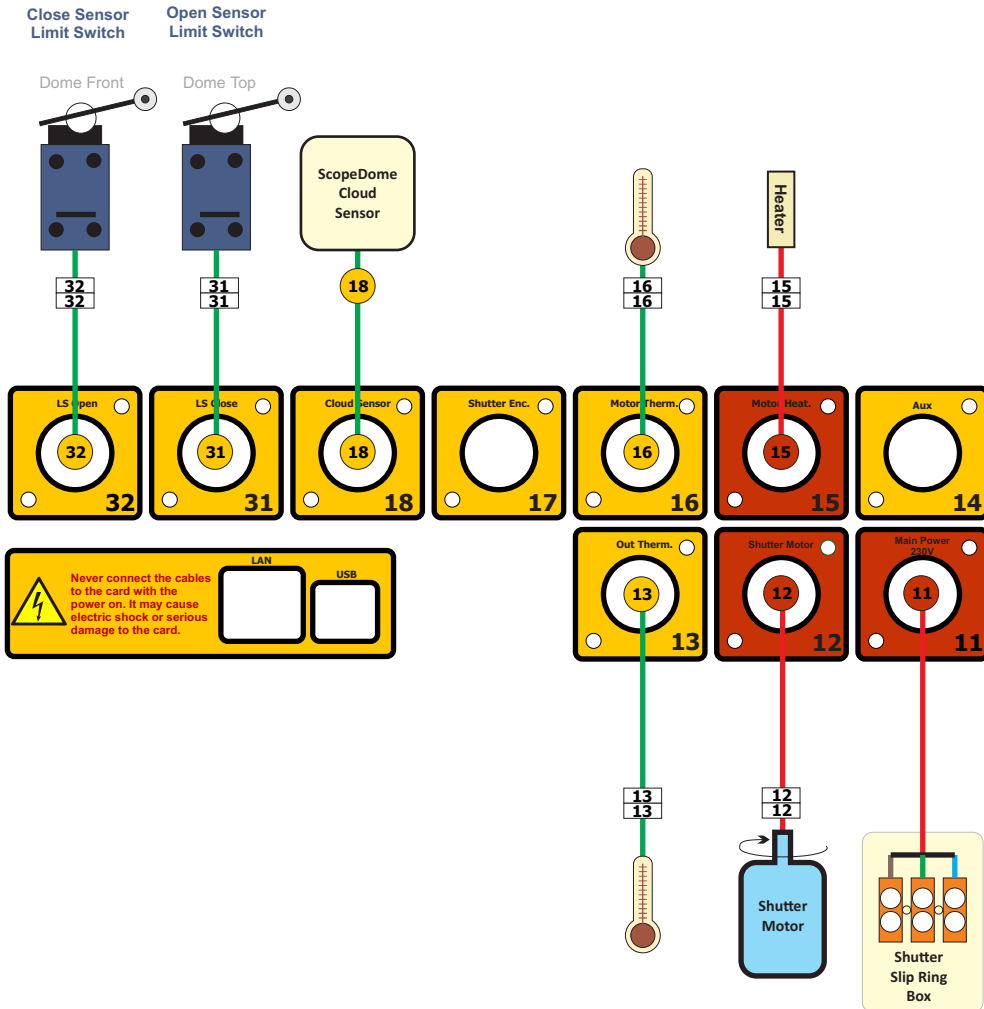 Close Sensor
Limit Switch
Open Sensor
Limit Switch
Dome Front
Dome Top
ScopeDome
Cloud
Sensor
Heater
32
32
31
31
18
16
16
15
15
LS Open
32
32
LS Close
31
31
Cloud Sensor
18
18
Shutter Enc.
17
Motor Therm.
16
16
Motor Heat.
15
15
Aux
14
Never connect the cables
to the card with the
power on. It may cause
electric shock or serious
damage to the card.
LAN
USB
Out Therm.
13
13
Shutter Motor
12
12
Main Power
230V
11
11
13
13
12
12
Shutter
Motor
Shutter
Slip Ring
Box